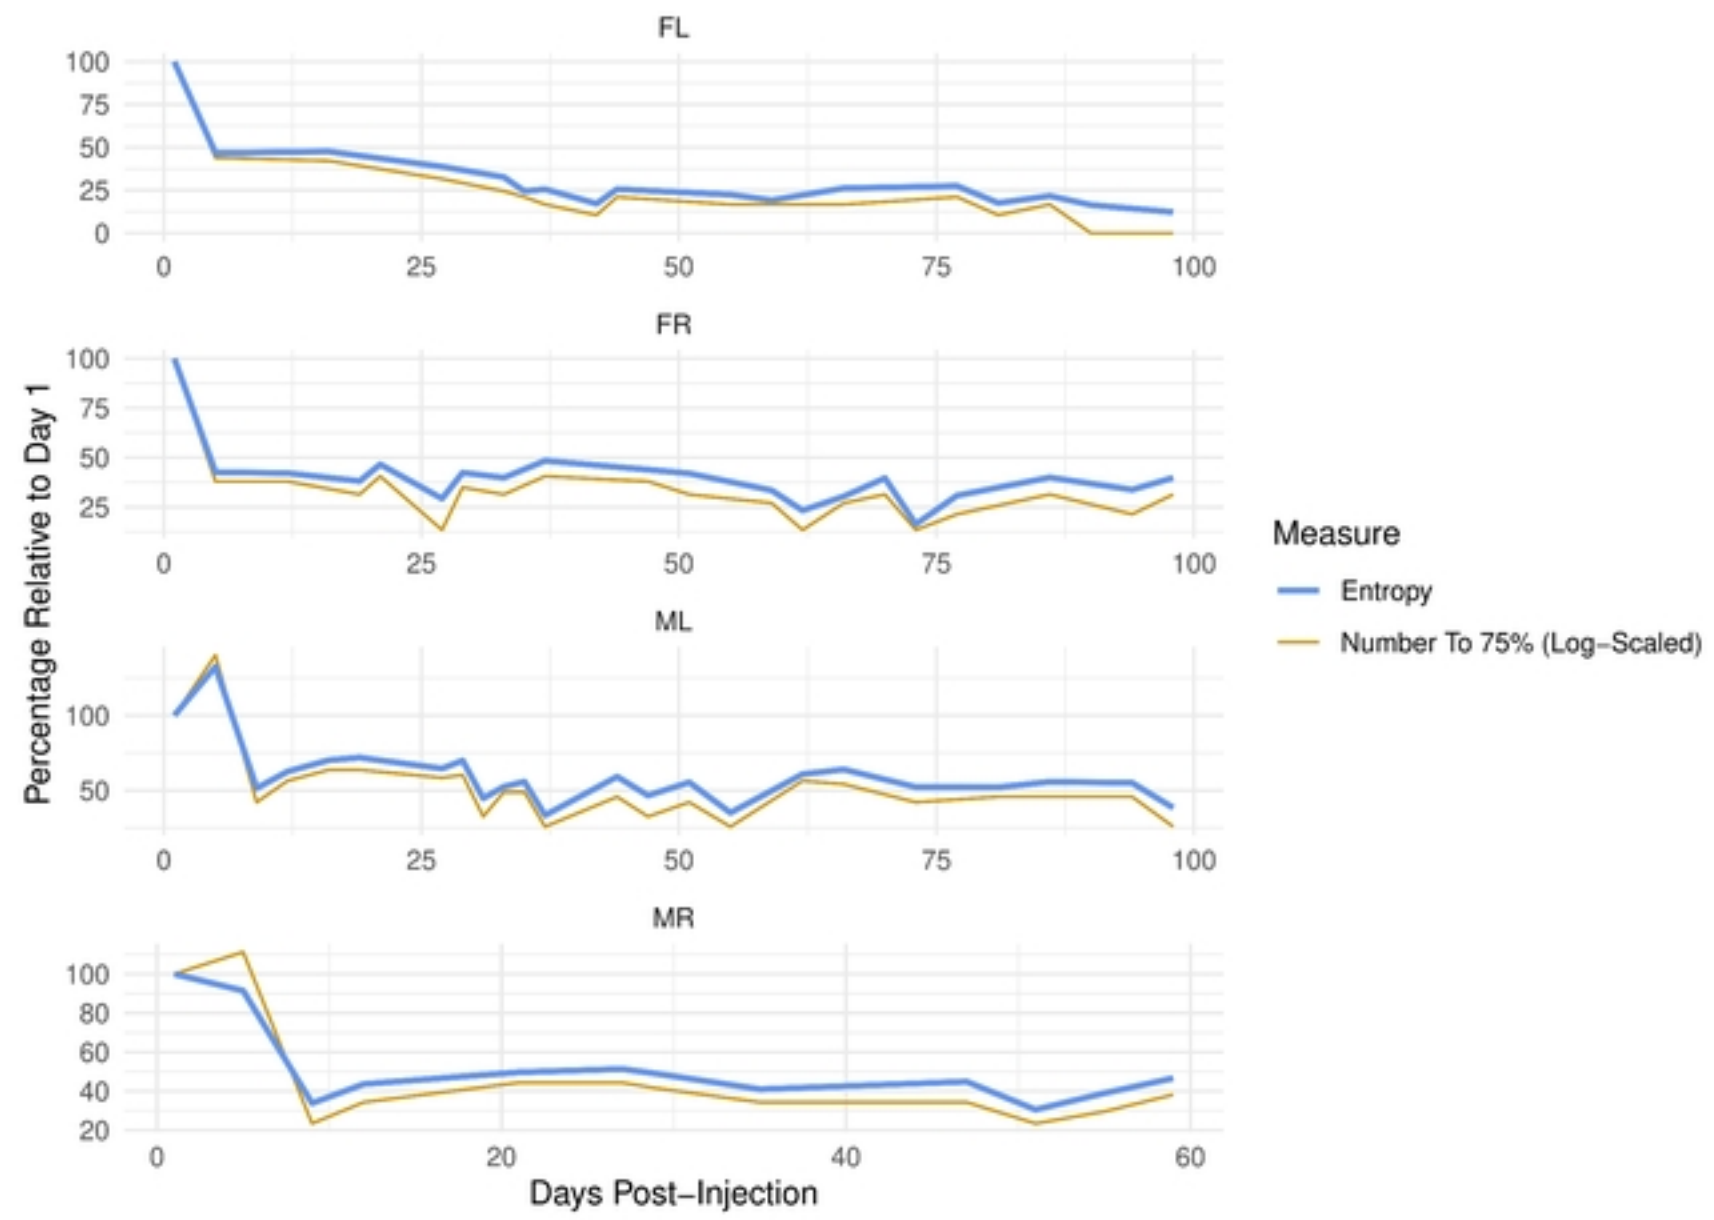 FL
100
75
50
25
0
0 25 50 75 100
FR
100
75
50
25
0 25 50 75 100
ML
100
50
0 25 50 75 100
MR
100
80
60
40
20
0 20 40 60
Days Post−Injection
Percentage Relative to Day 1
Measure
Entropy
Number To 75% (Log−Scaled)